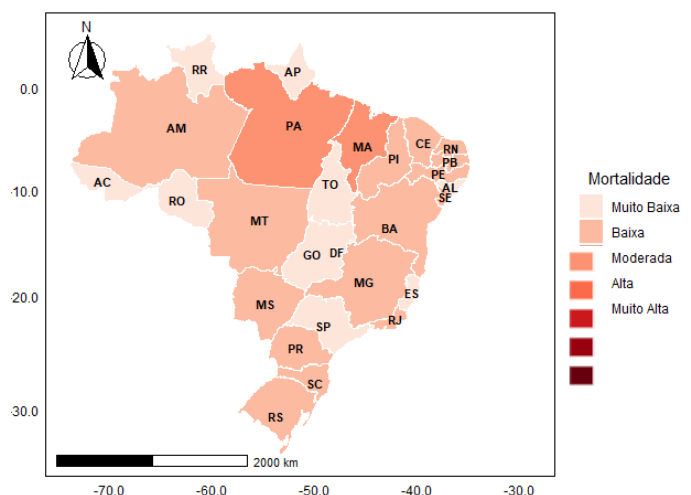 N
RR
AP
0.0
AM
PA
MA
CE
RN
PI
PB
PE
AC
TO
AL
SE
-10.0
RO
MT
BA
GO
DF
MG
ES
-20.0
MS
SP
RJ
PR
SC
RS
-30.0
2000 km
-70.0
-60.0
-50.0
-40.0
-30.0
Mortalidade
Muito Baixa
Baixa
Moderada
Alta
Muito Alta